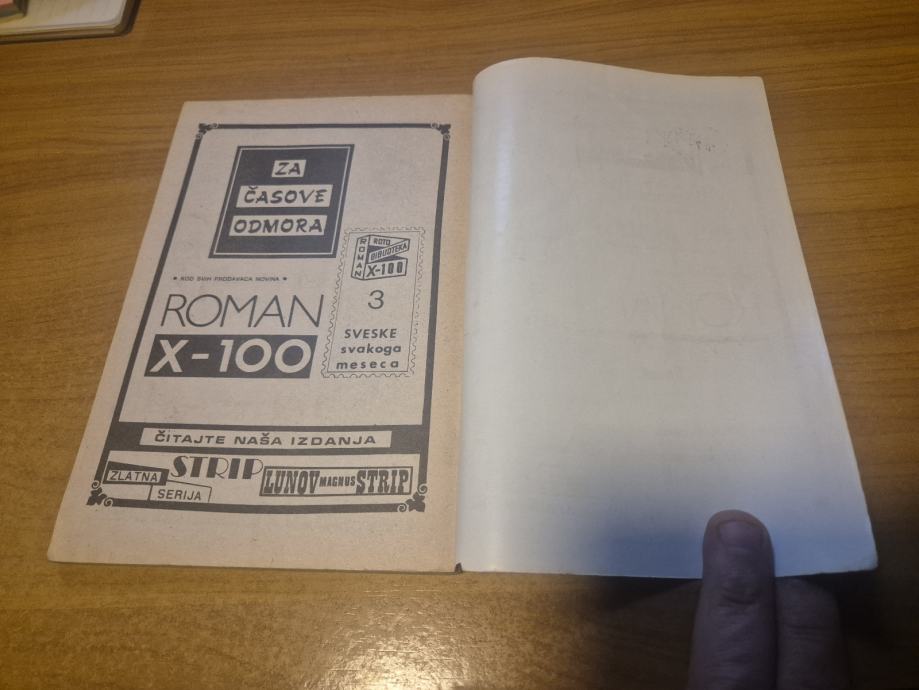 ZA
ČASOVE
ODMORA
• KOD SVIH PRODAVACA NOVINA •
ROMAN
X-100
ROMAN
ROTO
BIBLIOTEKA
X-100
3
SVESKE
svakoga
meseca
ČITAJTE NAŠA IZDANJA
ZLATNA
SERIJA
STRIP
LUNOV MAGNUS STRIP